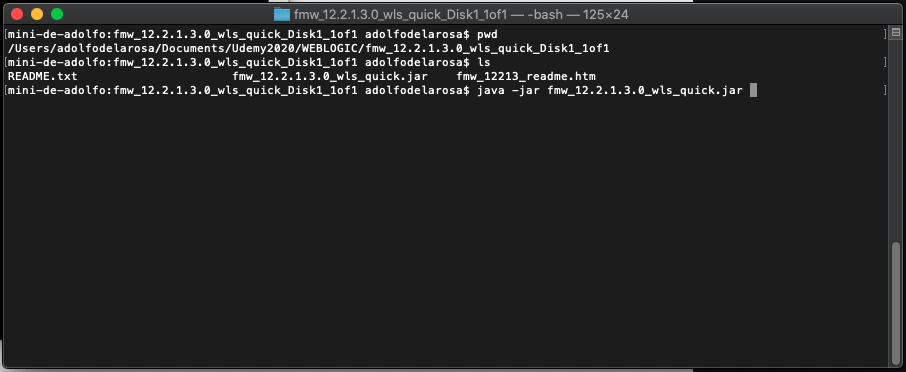 fmw_12.2.1.3.0_wls_quick_Disk1_1of1 — -bash — 125×24
[mini-de-adolfo:fmw_12.2.1.3.0_wls_quick_Disk1_1of1 adolfodelarosa$ pwd ]
/Users/adolfodelarosa/Documents/Udemy2020/WEBLOGIC/fmw_12.2.1.3.0_wls_quick_Disk1_1of1
[mini-de-adolfo:fmw_12.2.1.3.0_wls_quick_Disk1_1of1 adolfodelarosa$ ls ]
README.txt fmw_12.2.1.3.0_wls_quick.jar fmw_12213_readme.htm
[mini-de-adolfo:fmw_12.2.1.3.0_wls_quick_Disk1_1of1 adolfodelarosa$ java -jar fmw_12.2.1.3.0_wls_quick.jar ]